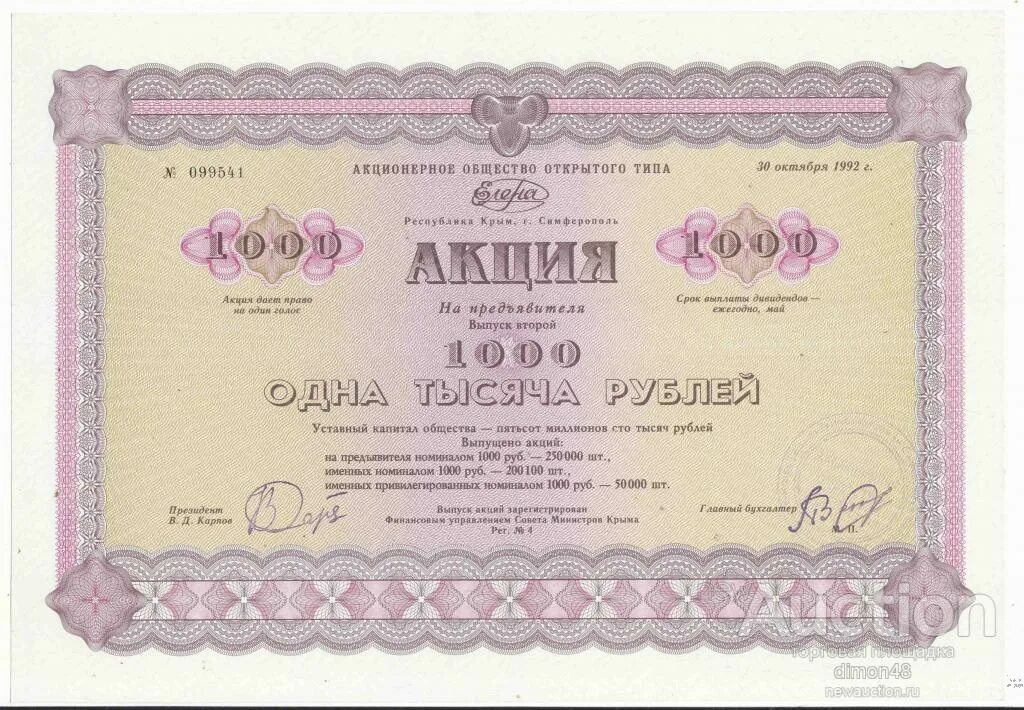 № 099541
АКЦИОНЕРНОЕ ОБЩЕСТВО ОТКРЫТОГО ТИПА
30 октября 1992 г.
Елена
Республика Крым, г. Симферополь
1000
АКЦИЯ
1000
Акция дает право
на один голос
На предъявителя
Срок выплаты дивидендов —
ежегодно, май
Выпуск второй
1000
ОДНА ТЫСЯЧА РУБЛЕЙ
Уставный капитал общества — пятьсот миллионов сто тысяч рублей
Выпущено акций:
на предъявителя номиналом 1000 руб. — 250000 шт.,
именных номиналом 1000 руб. — 200100 шт.,
именных привилегированных номиналом 1000 руб. — 50000 шт.
Президент
В. Д. Карпов
Выпуск акций зарегистрирован
Финансовым управлением Совета Министров Крыма
Рег. № 4
Главный бухгалтер
М. П.
Auction
торговая площадка
dimon48
newauction.ru